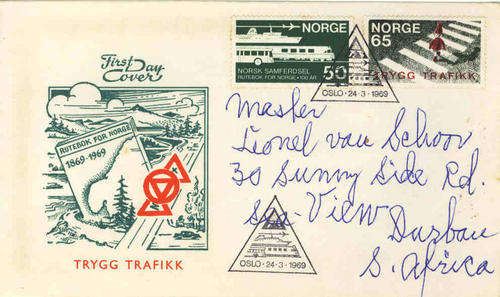 First Day
Cover
RUTEBOK FOR NORGE
1869-1969
TRYGG TRAFIKK
NORGE
NORSK SAMFERDSEL
RUTEBOK FOR NORGE · 100 ÅR
50
NORGE
65
TRYGG TRAFIKK
OSLO · 24-3-1969
Master
Lionel van Schoor
30 Sunny Side Rd.
Sea View
Durban
S. Africa
OSLO · 24-3-1969